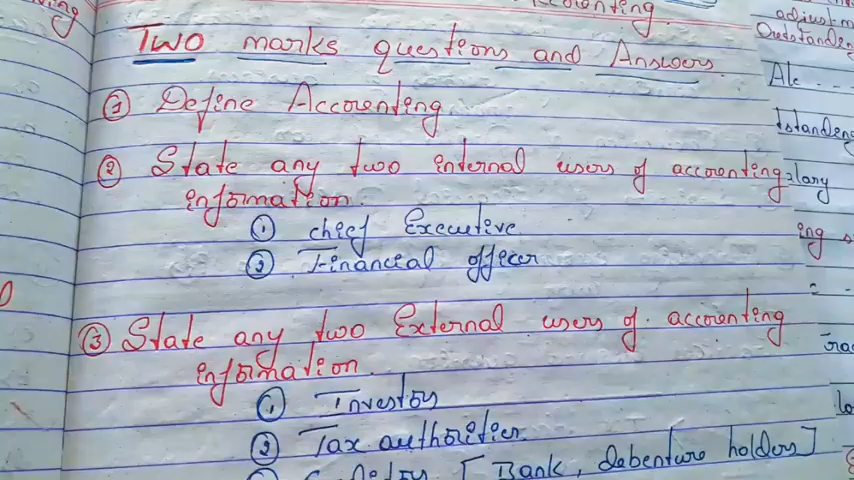 Two marks questions and Answers.
① Define Accounting.
② State any two internal users of accounting
information.
① chief Executive
② Financial officer
③ State any two External users of accounting
information.
① Investors
② Tax authorities
[Bank, debenture holders]